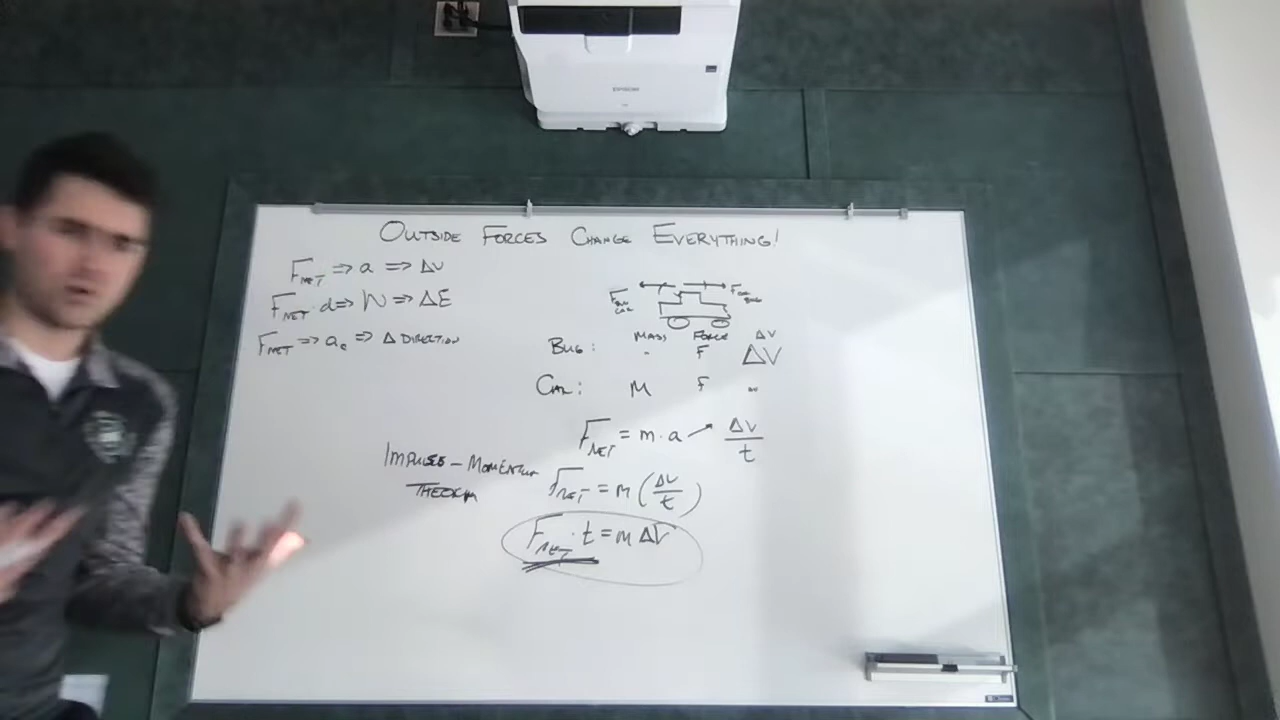 EPSON
OUTSIDE FORCES CHANGE EVERYTHING!
F_NET ⇒ a ⇒ ΔV
F_NET · d ⇒ W ⇒ ΔE
F_NET ⇒ a_c ⇒ Δ DIRECTION
MASS FORCE ΔV
BUG: F ΔV
CAR: M F
F_NET = m · a → ΔV/t
IMPULSE - MOMENTUM
THEOREM
F_NET = m (ΔV/t)
F_NET · t = m ΔV